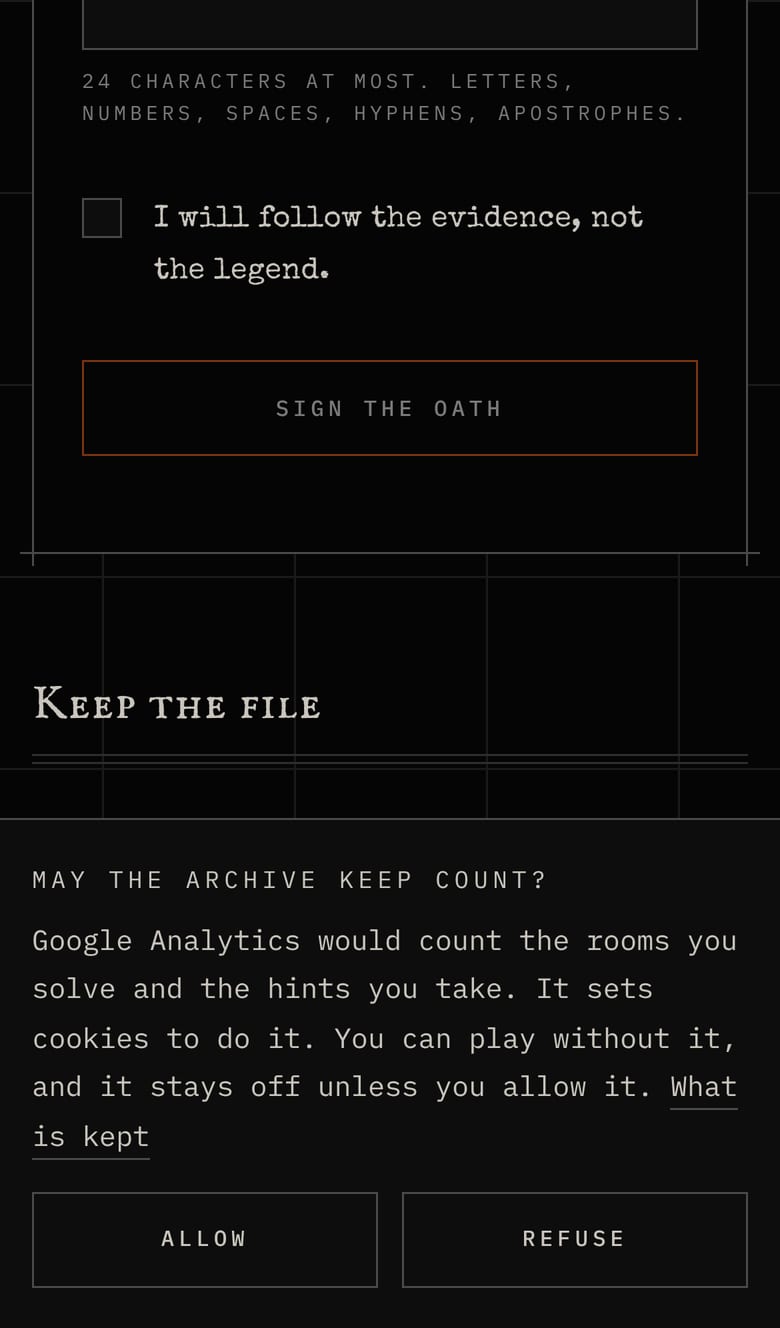 24 CHARACTERS AT MOST. LETTERS,
NUMBERS, SPACES, HYPHENS, APOSTROPHES.
I will follow the evidence, not
the legend.
SIGN THE OATH
Keep the file
MAY THE ARCHIVE KEEP COUNT?
Google Analytics would count the rooms you
solve and the hints you take. It sets
cookies to do it. You can play without it,
and it stays off unless you allow it. What
is kept
ALLOW
REFUSE